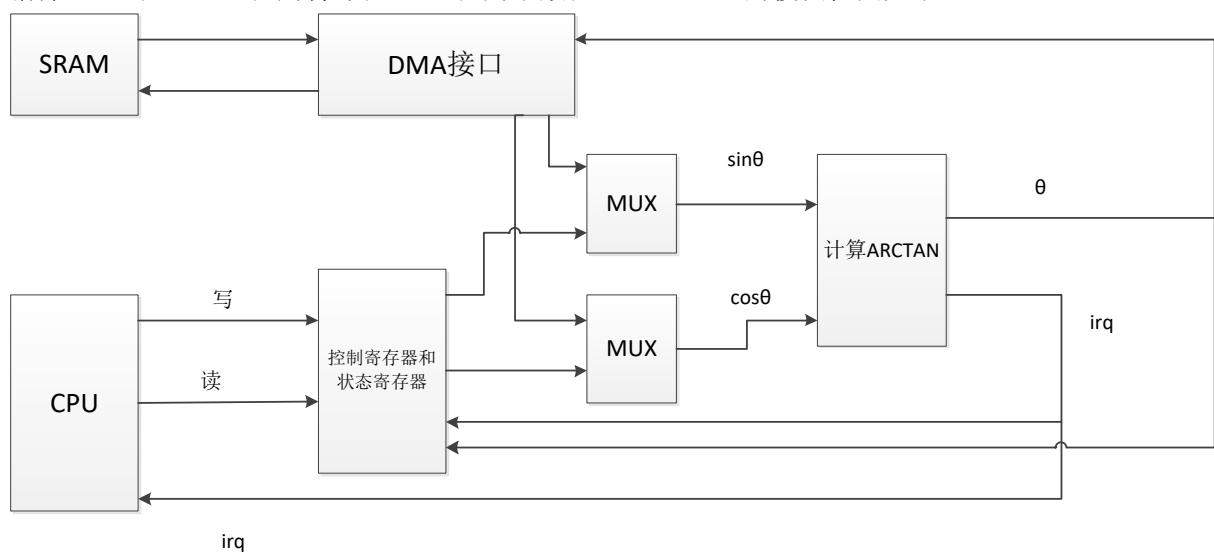 SRAM
DMA接口
MUX
sinθ
θ
计算ARCTAN
写
控制寄存器和
状态寄存器
MUX
cosθ
irq
读
CPU
irq